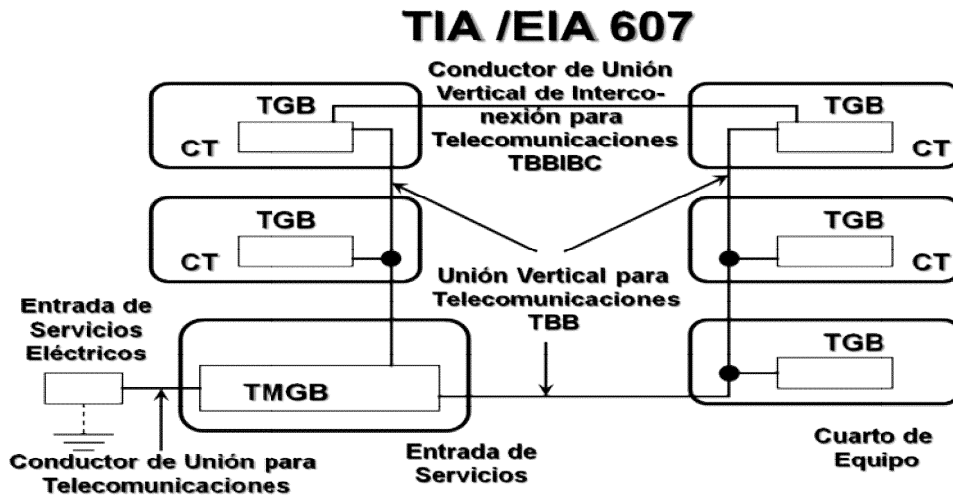 TIA /EIA 607
Conductor de Unión
Vertical de Interco-
nexión para
Telecomunicaciones
TBBIBC
TGB
CT
TGB
CT
TGB
CT
TGB
CT
Unión Vertical para
Telecomunicaciones
TBB
Entrada de
Servicios
Eléctricos
TMGB
TGB
Conductor de Unión para
Telecomunicaciones
Entrada de
Servicios
Cuarto de
Equipo